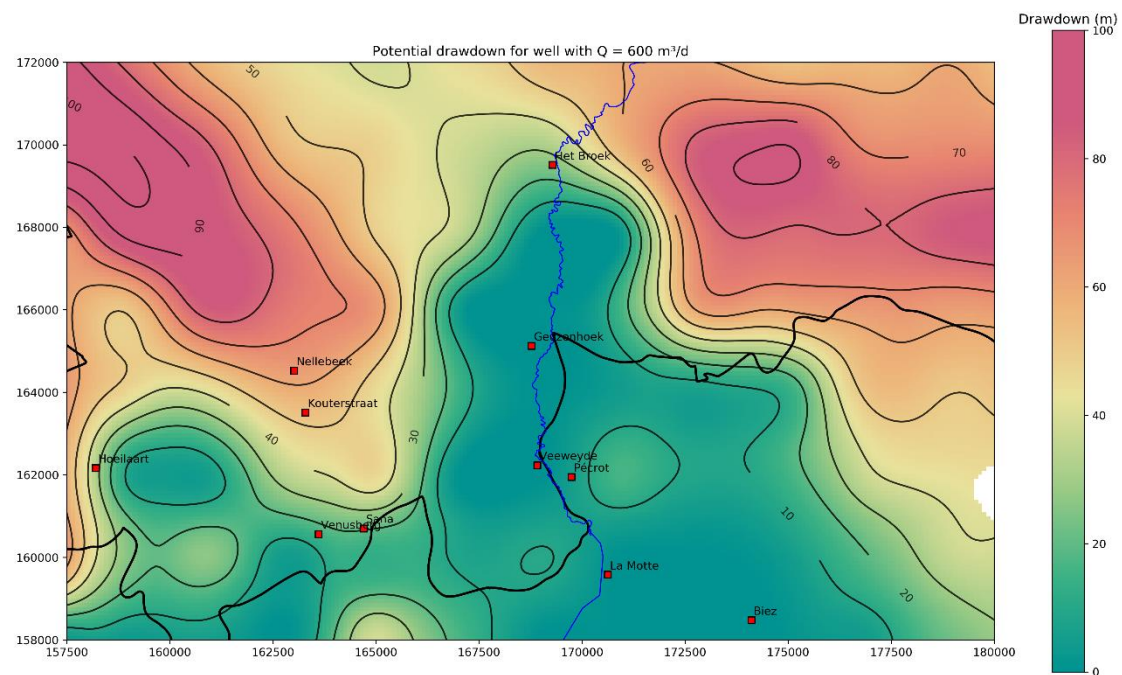 Drawdown (m)
Potential drawdown for well with Q = 600 m³/d
172000
170000
168000
166000
164000
162000
160000
158000
157500
160000
162500
165000
167500
170000
172500
175000
177500
180000
100
80
60
40
20
0
50
00
90
60
80
70
40
30
10
20
Het Broek
Geuzenhoek
Nellebeek
Kouterstraat
Hoeilaart
Veeweyde
Pécrot
Sana
Venusberg
La Motte
Biez